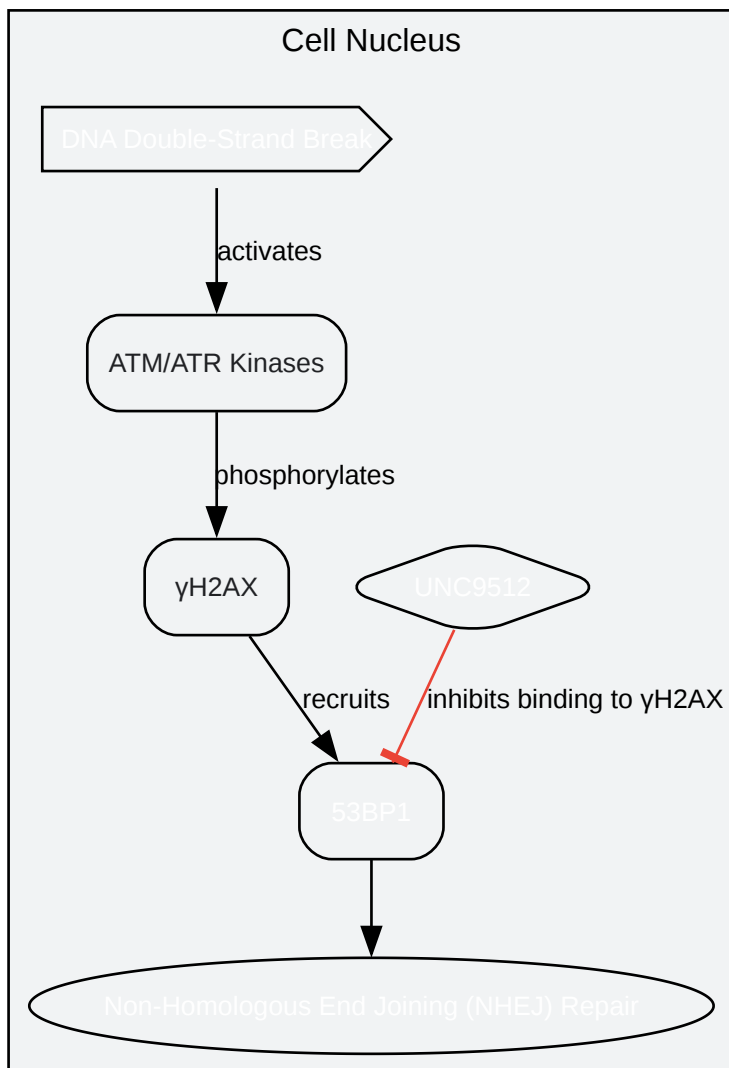 Cell Nucleus
DNA Double-Strand Break
activates
ATM/ATR Kinases
phosphorylates
γH2AX
UNC9512
recruits
inhibits binding to γH2AX
53BP1
Non-Homologous End Joining (NHEJ) Repair